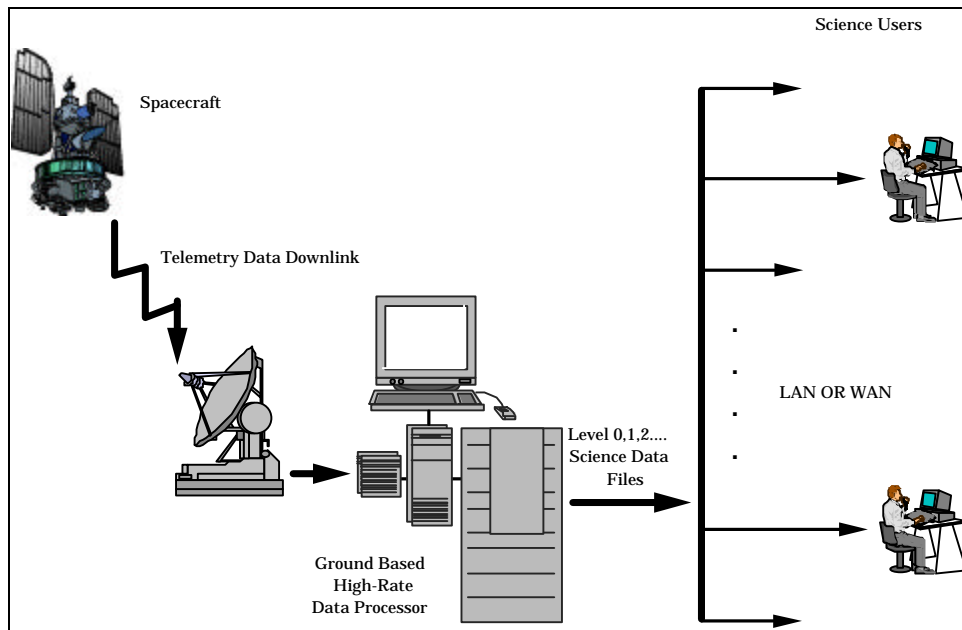 Science Users
Spacecraft
Telemetry Data Downlink
LAN OR WAN
Level 0,1,2....
Science Data
Files
Ground Based
High-Rate
Data Processor